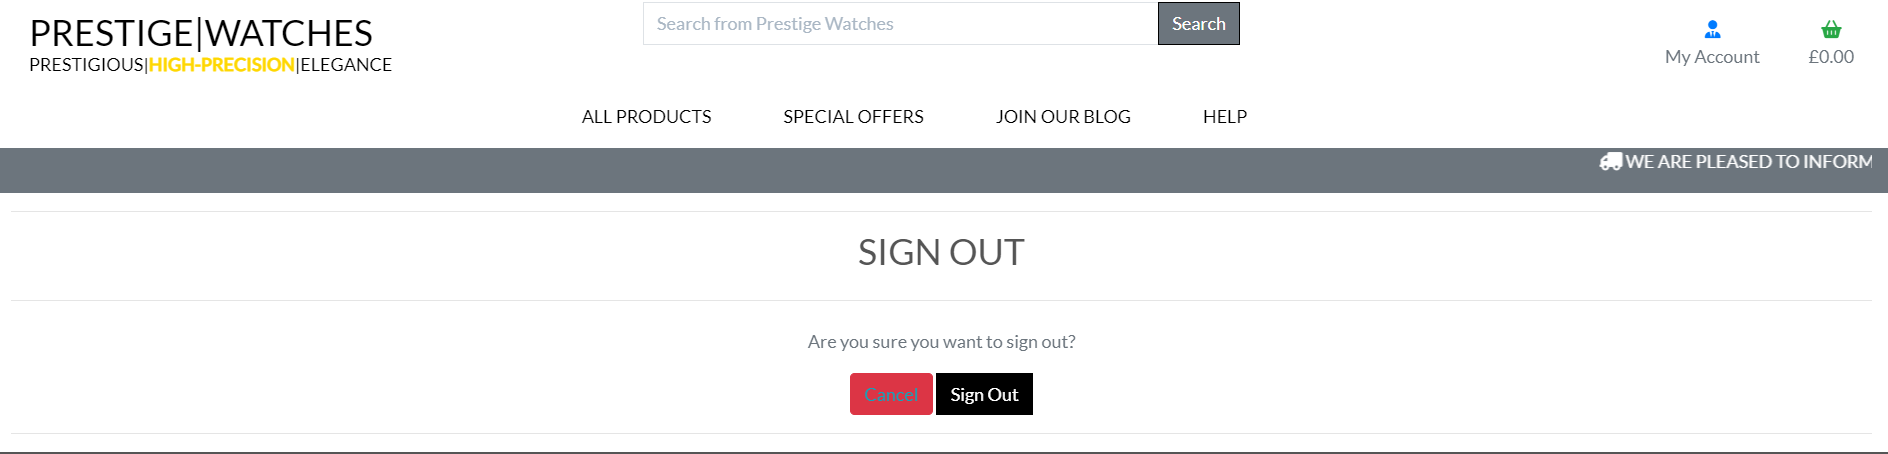 PRESTIGE|WATCHES
PRESTIGIOUS|HIGH-PRECISION|ELEGANCE
Search from Prestige Watches
Search
My Account
£0.00
ALL PRODUCTS
SPECIAL OFFERS
JOIN OUR BLOG
HELP
WE ARE PLEASED TO INFORM
SIGN OUT
Are you sure you want to sign out?
Cancel
Sign Out